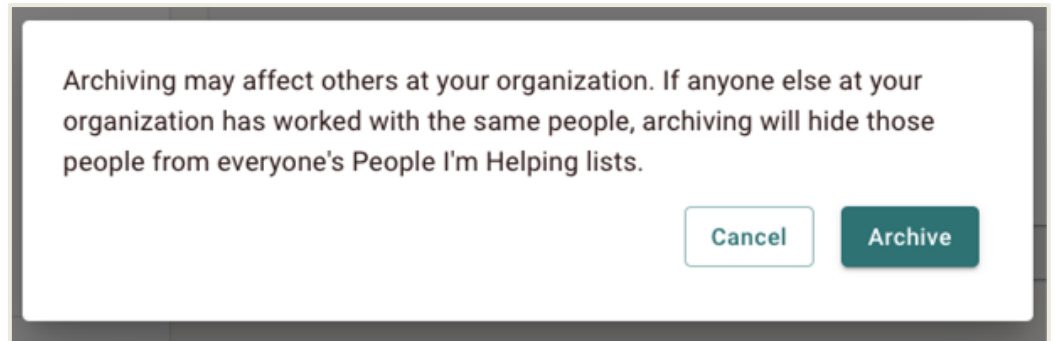 Archiving may affect others at your organization. If anyone else at your
organization has worked with the same people, archiving will hide those
people from everyone's People I'm Helping lists.
Cancel Archive